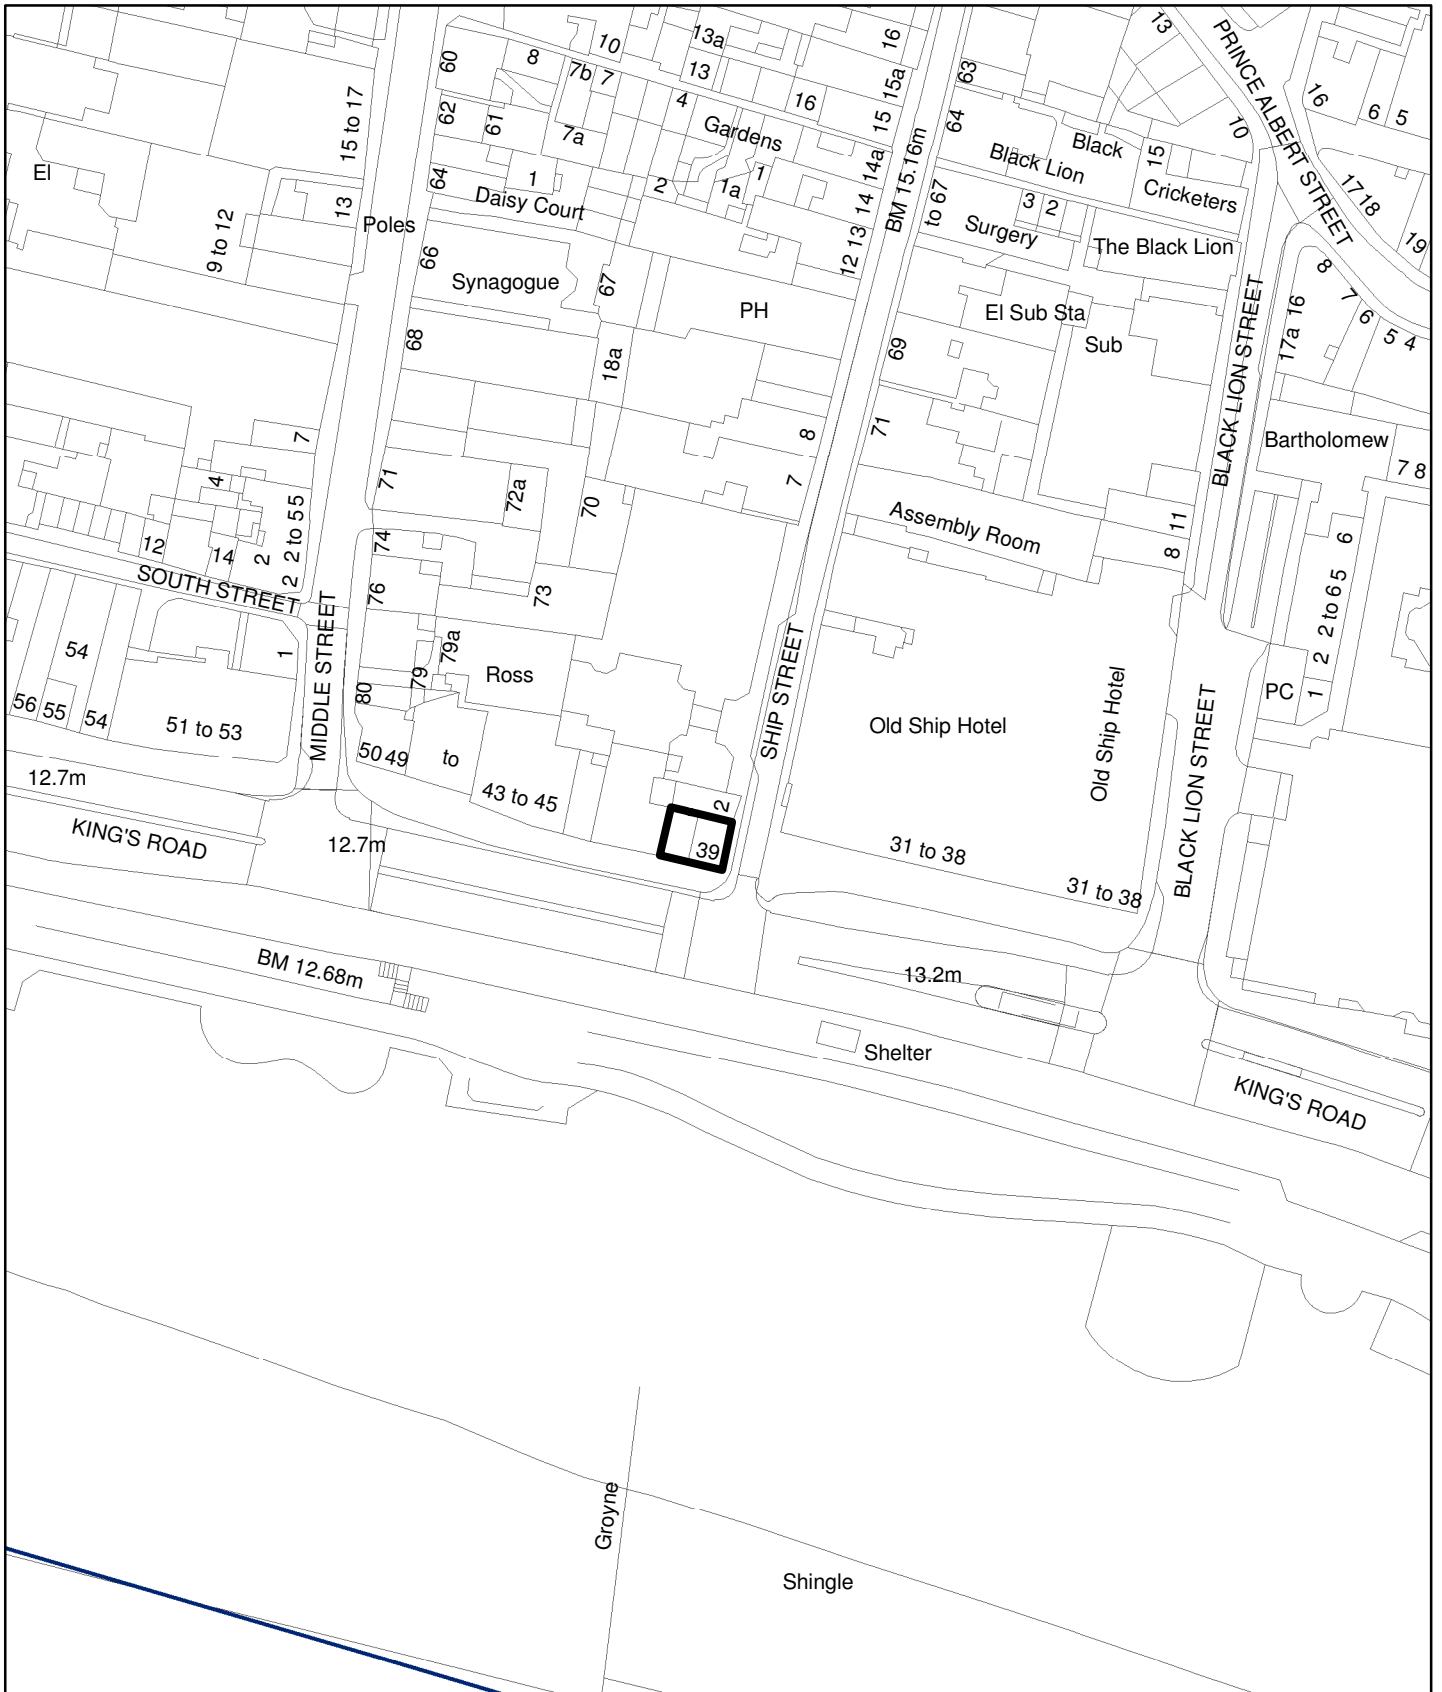 13
PRINCE ALBERT STREET
10
13a
16
60
8
7b
7
13
15a
63
16
6
5
15 to 17
62
61
7a
4
16
Gardens
15
64
Black
10
El
64
1
Daisy Court
2
1a
1
14a
14
BM 15.16m
Black Lion
15
Cricketers
17
18
19
13
Poles
9 to 12
66
Synagogue
67
PH
12 13
to 67
3
2
Surgery
The Black Lion
8
7
6
5
4
68
18a
69
El Sub Sta
Sub
BLACK LION STREET
17a
16
7
71
8
71
Bartholomew
7 8
4
72a
70
7
2 to 5
5
Assembly Room
11
8
6
12
14
2
2
SOUTH STREET
74
76
73
2 to 6
5
MIDDLE STREET
1
54
79a
79
Ross
80
SHIP STREET
Old Ship Hotel
Old Ship Hotel
BLACK LION STREET
2
1
PC
56
55
54
51 to 53
50
49
to
43 to 45
2
39
12.7m
KING'S ROAD
12.7m
31 to 38
31 to 38
BM 12.68m
13.2m
Shelter
KING'S ROAD
Groyne
Shingle